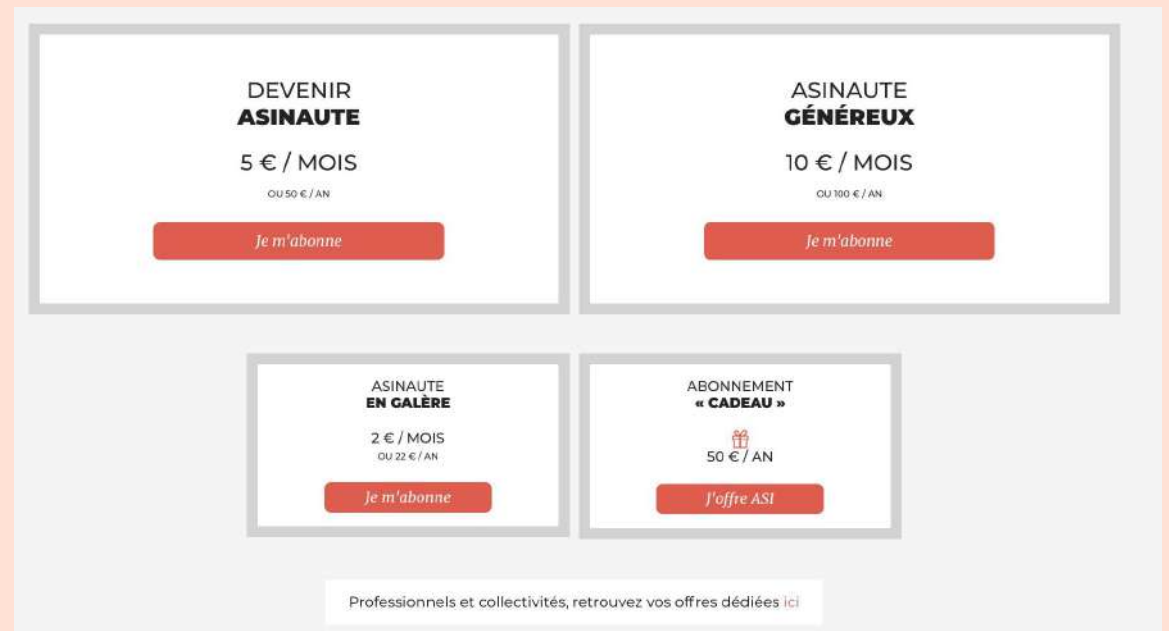 DEVENIR
ASINAUTE
5 € / MOIS
OU 50 € / AN
Je m'abonne
ASINAUTE
GÉNÉREUX
10 € / MOIS
OU 100 € / AN
Je m'abonne
ASINAUTE
EN GALÈRE
2 € / MOIS
OU 22 € / AN
Je m'abonne
ABONNEMENT
« CADEAU »
50 € / AN
J'offre ASI
Professionnels et collectivités, retrouvez vos offres dédiées ici